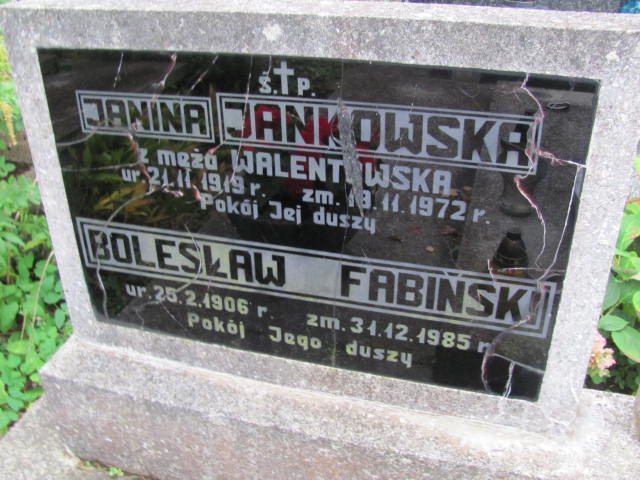 Ś.†P.
JANINA JANKOWSKA
z męża WALENTOWSKA
ur. 21.11.1919 r. zm. 19.11.1972 r.
Pokój Jej duszy
BOLESŁAW FABIŃSKI
ur. 25.2.1906 r. zm. 31.12.1985 r.
Pokój Jego duszy